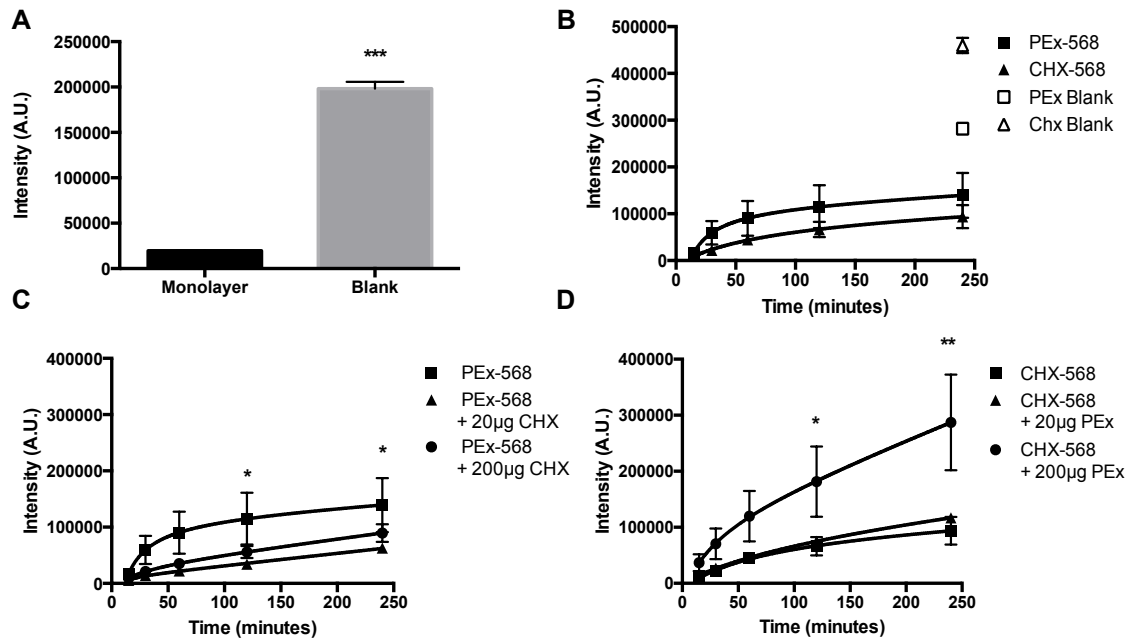 A
250000
200000
150000
100000
50000
0
Intensity (A.U.)
***
Monolayer
Blank
B
500000
400000
300000
200000
100000
0
Intensity (A.U.)
0 50 100 150 200 250
Time (minutes)
PEx-568
CHX-568
PEx Blank
Chx Blank
C
400000
300000
200000
100000
0
Intensity (A.U.)
* *
0 50 100 150 200 250
Time (minutes)
PEx-568
PEx-568
+ 20µg CHX
PEx-568
+ 200µg CHX
D
400000
300000
200000
100000
0
Intensity (A.U.)
**
*
0 50 100 150 200 250
Time (minutes)
CHX-568
CHX-568
+ 20µg PEx
CHX-568
+ 200µg PEx